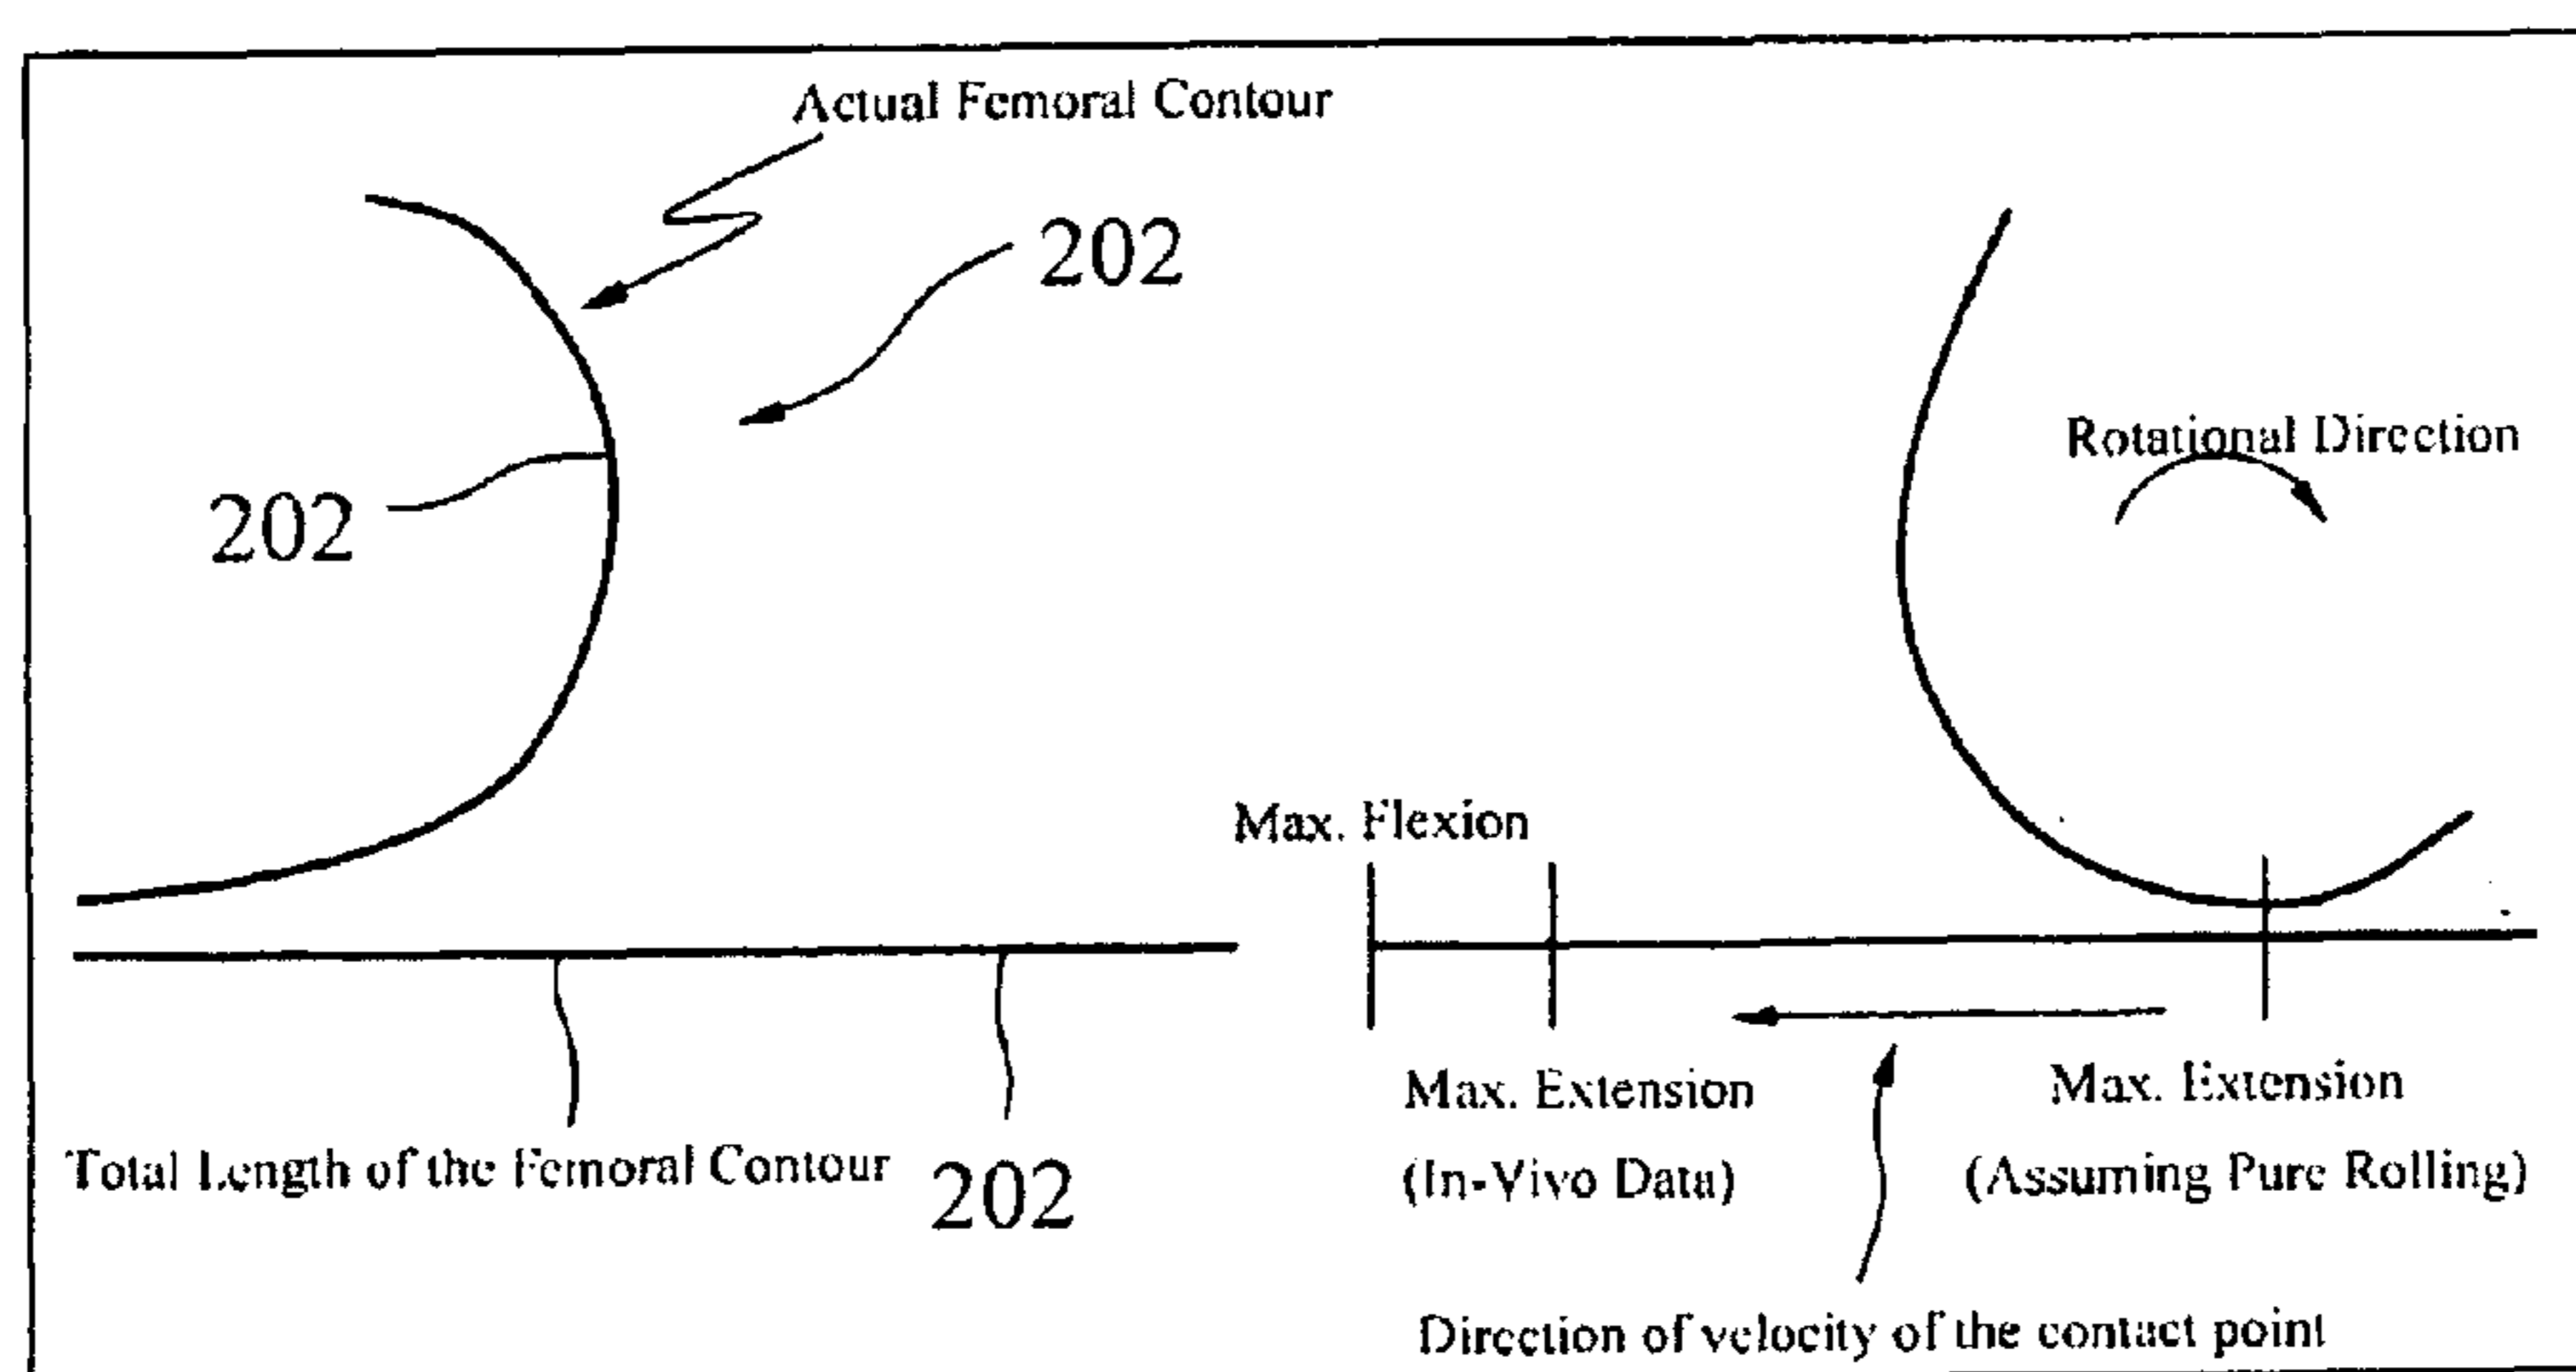 Actual Femoral Contour
202
Rotational Direction
202
Max. Flexion
Max. Extension
(In-Vivo Data)
Max. Extension
(Assuming Pure Rolling)
Total Length of the Femoral Contour
202
Direction of velocity of the contact point